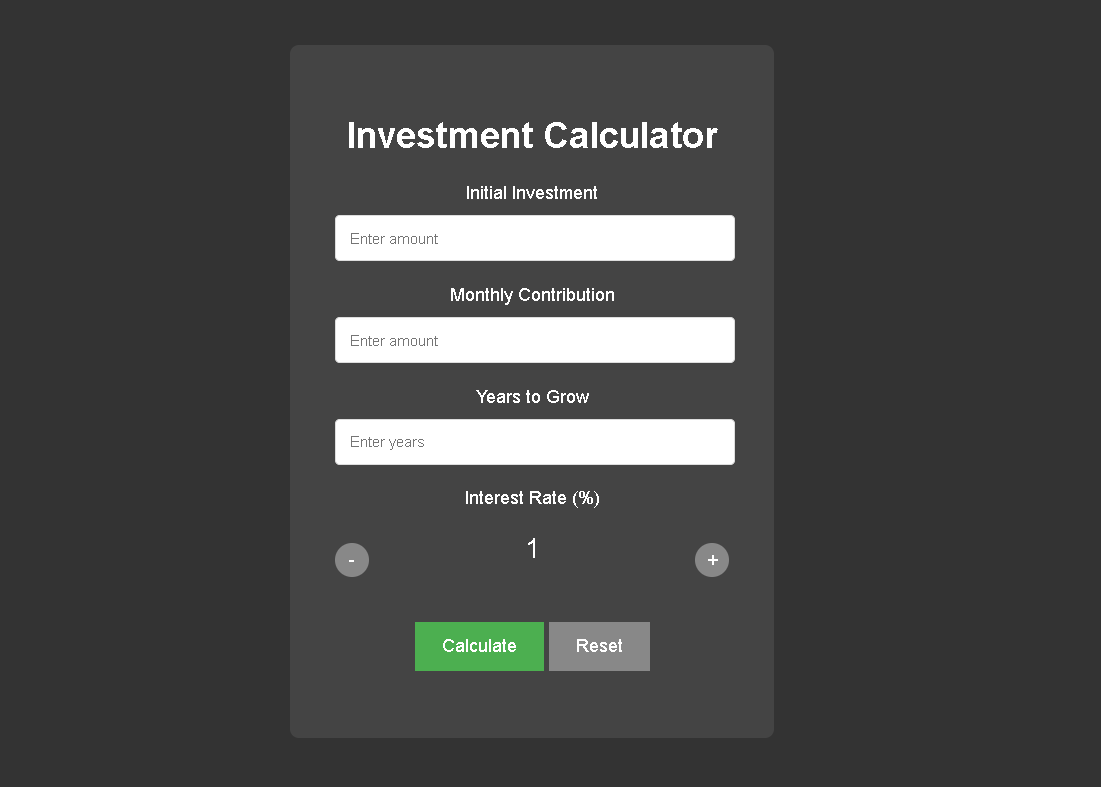 Investment Calculator
Initial Investment
Enter amount
Monthly Contribution
Enter amount
Years to Grow
Enter years
Interest Rate (%)
- 1 +
Calculate Reset